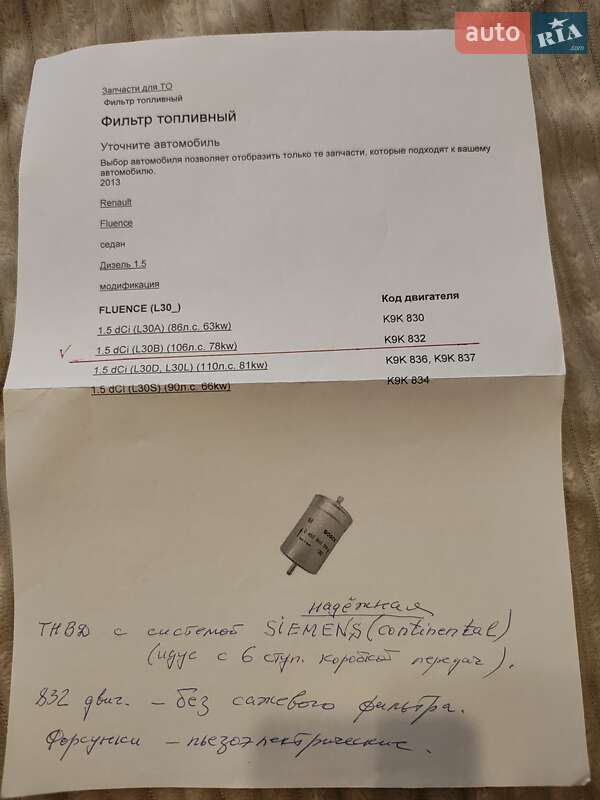 auto RIA .com
Запчасти для ТО
Фильтр топливный
Фильтр топливный
Уточните автомобиль
Выбор автомобиля позволяет отобразить только те запчасти, которые подходят к вашему
автомобилю.
2013
Renault
Fluence
седан
Дизель 1.5
модификация
FLUENCE (L30_) Код двигателя
1.5 dCi (L30A) (86л.с. 63kw) K9K 830
1.5 dCi (L30B) (106л.с. 78kw) K9K 832
1.5 dCi (L30D, L30L) (110л.с. 81kw) K9K 836, K9K 837
1.5 dCi (L30S) (90л.с. 66kw) K9K 834
BOSCH
надёжная
ТНВД с системой SIEMENS (continental)
(идус с 6 ступ. коробкой передач).
832 двиг. – без сажевого фильтра.
Форсунки – пьезоэлектрические.